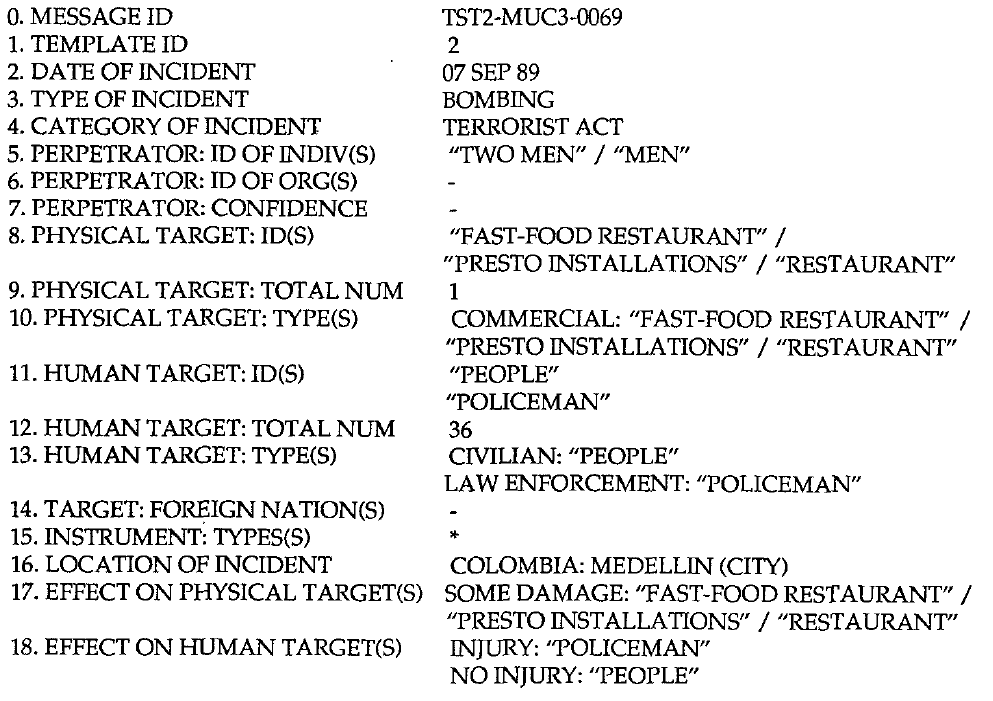 0. MESSAGE ID TST2-MUC3-0069
1. TEMPLATE ID 2
2. DATE OF INCIDENT 07 SEP 89
3. TYPE OF INCIDENT BOMBING
4. CATEGORY OF INCIDENT TERRORIST ACT
5. PERPETRATOR: ID OF INDIV(S) "TWO MEN" / "MEN"
6. PERPETRATOR: ID OF ORG(S) -
7. PERPETRATOR: CONFIDENCE -
8. PHYSICAL TARGET: ID(S) "FAST-FOOD RESTAURANT" /
"PRESTO INSTALLATIONS" / "RESTAURANT"
9. PHYSICAL TARGET: TOTAL NUM 1
10. PHYSICAL TARGET: TYPE(S) COMMERCIAL: "FAST-FOOD RESTAURANT" /
"PRESTO INSTALLATIONS" / "RESTAURANT"
11. HUMAN TARGET: ID(S) "PEOPLE"
"POLICEMAN"
12. HUMAN TARGET: TOTAL NUM 36
13. HUMAN TARGET: TYPE(S) CIVILIAN: "PEOPLE"
LAW ENFORCEMENT: "POLICEMAN"
14. TARGET: FOREIGN NATION(S) -
15. INSTRUMENT: TYPES(S) *
16. LOCATION OF INCIDENT COLOMBIA: MEDELLIN (CITY)
17. EFFECT ON PHYSICAL TARGET(S) SOME DAMAGE: "FAST-FOOD RESTAURANT" /
"PRESTO INSTALLATIONS" / "RESTAURANT"
18. EFFECT ON HUMAN TARGET(S) INJURY: "POLICEMAN"
NO INJURY: "PEOPLE"